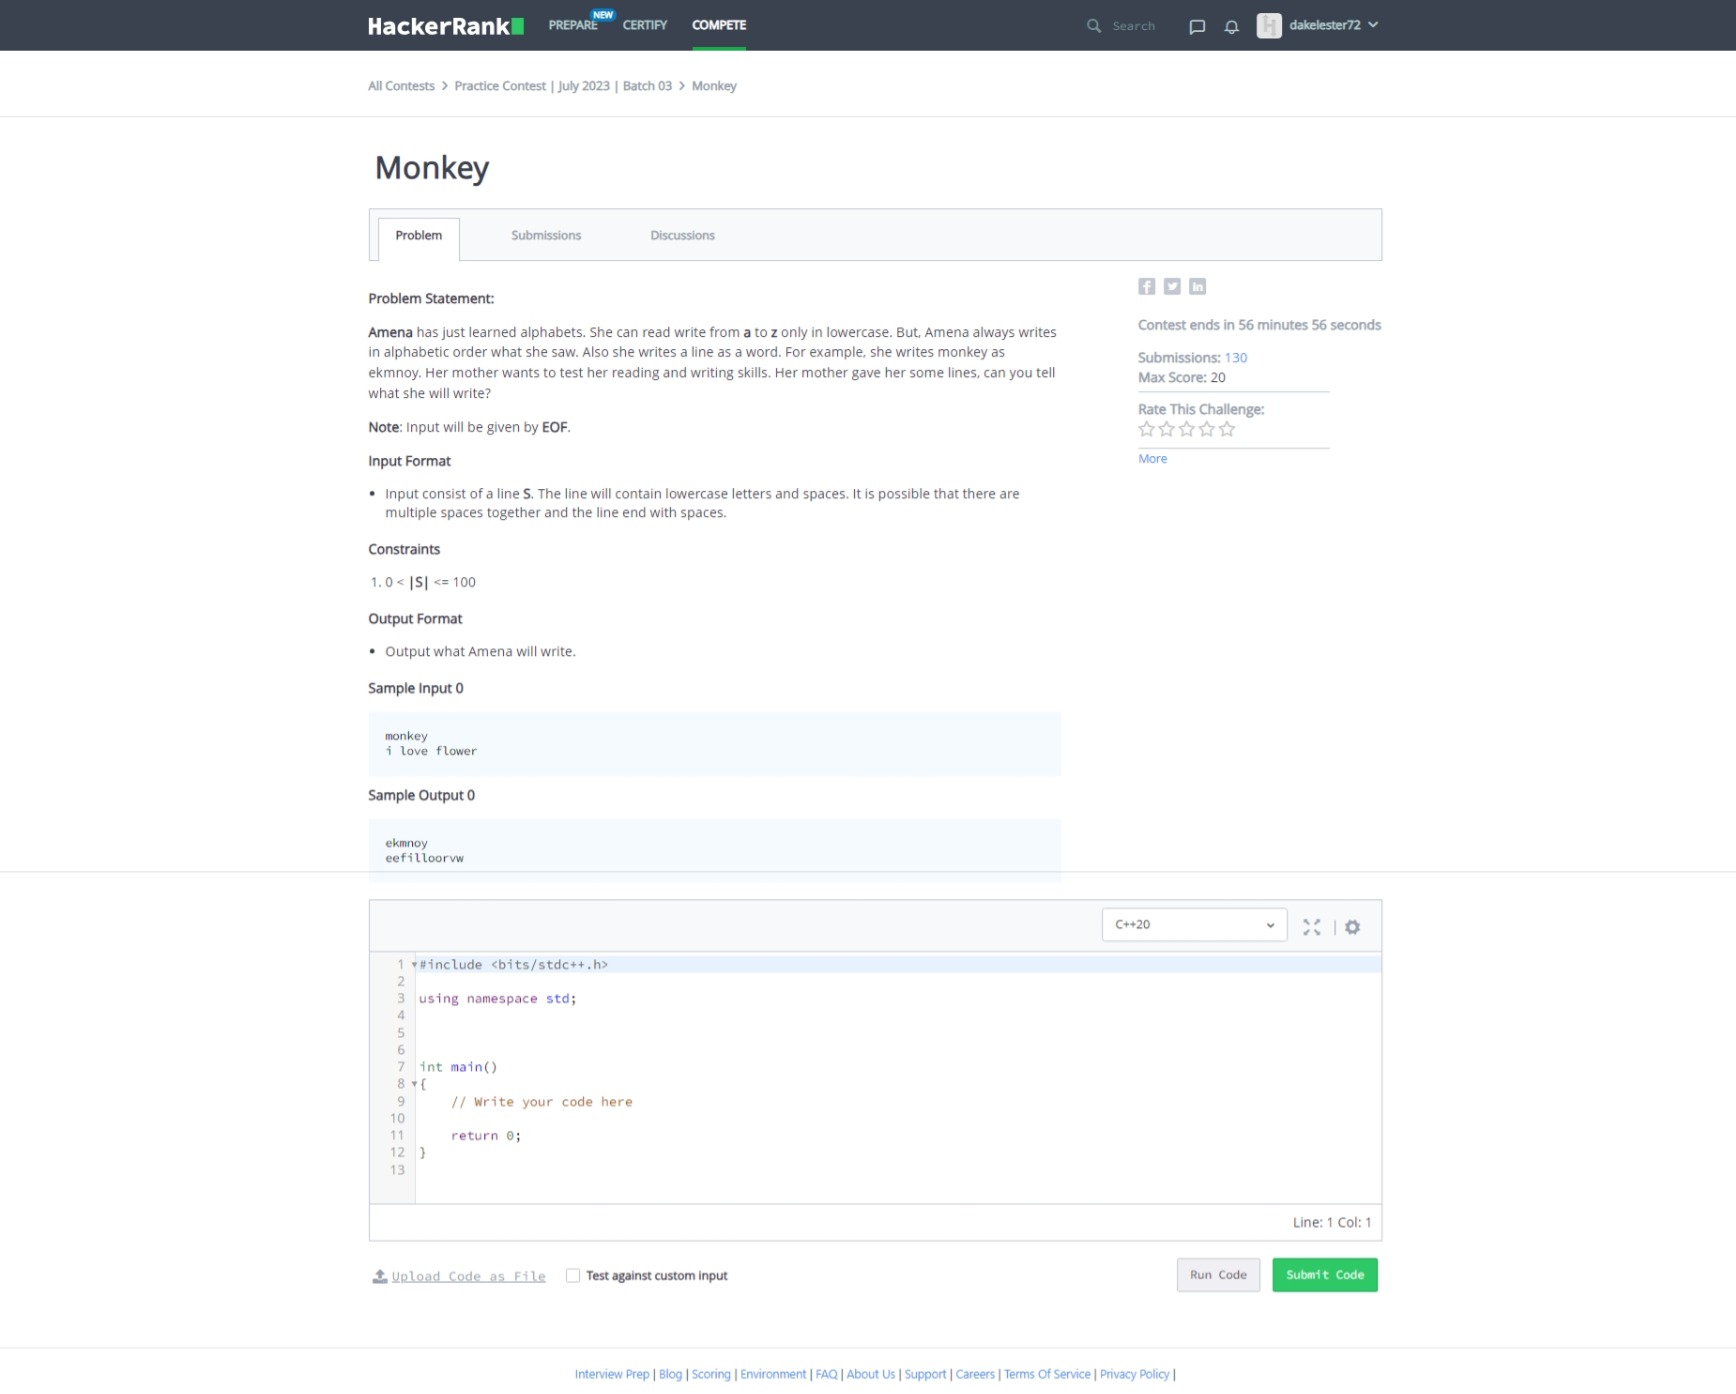 HackerRank PREPARE NEW CERTIFY COMPETE Search dakelester72
All Contests > Practice Contest | July 2023 | Batch 03 > Monkey
Monkey
Problem Submissions Discussions
Problem Statement:
Amena has just learned alphabets. She can read write from a to z only in lowercase. But, Amena always writes
in alphabetic order what she saw. Also she writes a line as a word. For example, she writes monkey as
ekmnoy. Her mother wants to test her reading and writing skills. Her mother gave her some lines, can you tell
what she will write?
Note: Input will be given by EOF.
Input Format
• Input consist of a line S. The line will contain lowercase letters and spaces. It is possible that there are
multiple spaces together and the line end with spaces.
Constraints
1. 0 < |S| <= 100
Output Format
• Output what Amena will write.
Sample Input 0
monkey
i love flower
Sample Output 0
ekmnoy
eefilloorvw
Contest ends in 56 minutes 56 seconds
Submissions: 130
Max Score: 20
Rate This Challenge:
More
C++20
1 #include <bits/stdc++.h>
2
3 using namespace std;
4
5
6
7 int main()
8 {
9 // Write your code here
10
11 return 0;
12 }
13
Line: 1 Col: 1
Upload Code as File Test against custom input Run Code Submit Code
Interview Prep | Blog | Scoring | Environment | FAQ | About Us | Support | Careers | Terms Of Service | Privacy Policy |